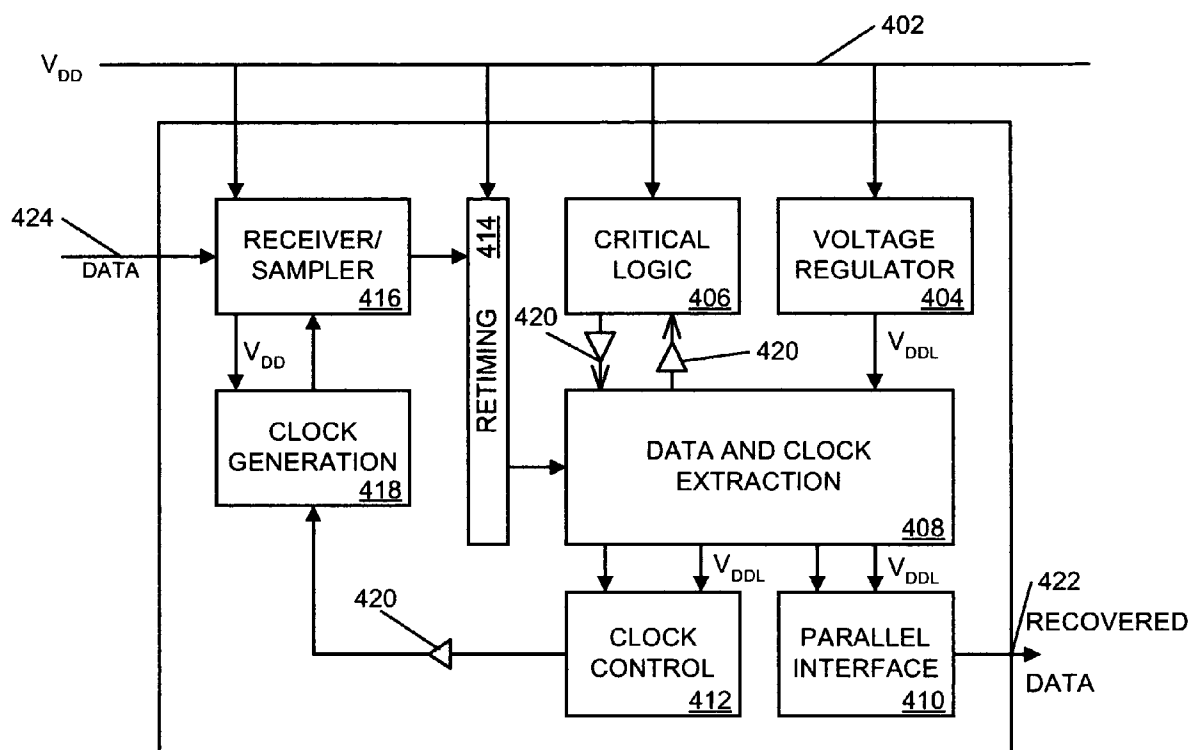 402
V_DD
424
DATA
RECEIVER/
SAMPLER
416
414
RETIMING
CRITICAL
LOGIC
406
VOLTAGE
REGULATOR
404
420
420
V_DD
V_DDL
CLOCK
GENERATION
418
DATA AND CLOCK
EXTRACTION
408
V_DDL
V_DDL
420
CLOCK
CONTROL
412
PARALLEL
INTERFACE
410
422
RECOVERED
DATA